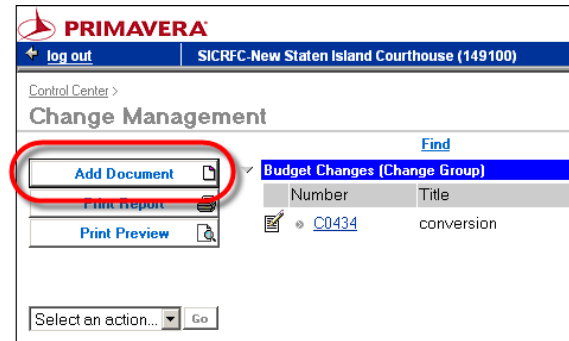 PRIMAVERA
log out SICRFC-New Staten Island Courthouse (149100)
Control Center >
Change Management
Find
Add Document
Budget Changes (Change Group)
Print Report
Number Title
Print Preview
C0434 conversion
Select an action... Go